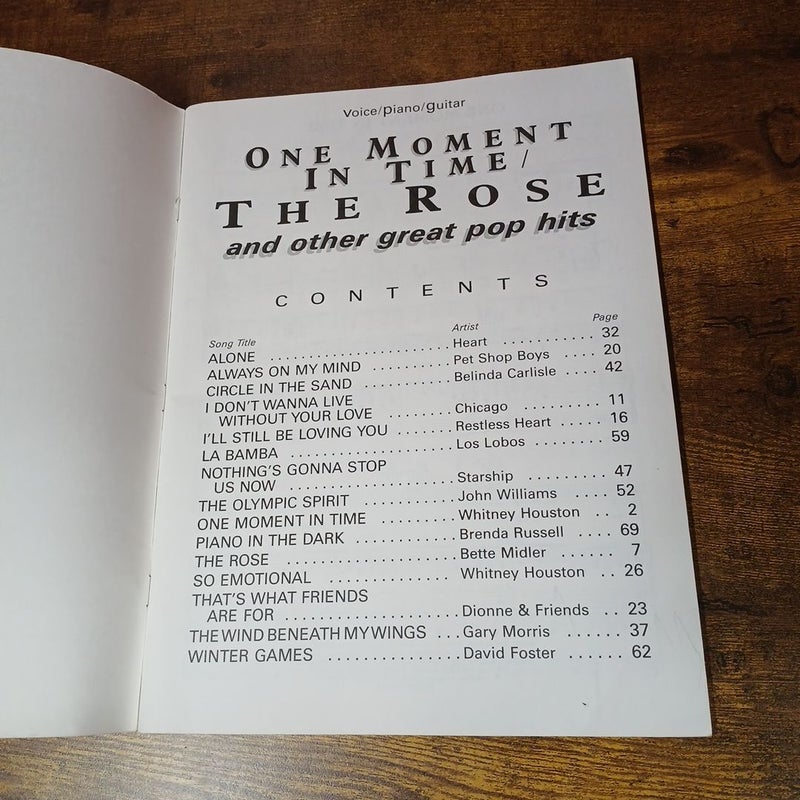 Voice/piano/guitar
ONE MOMENT
IN TIME/
THE ROSE
and other great pop hits
CONTENTS
Song Title Artist Page
ALONE ........................ Heart ........... 32
ALWAYS ON MY MIND ......... Pet Shop Boys .... 20
CIRCLE IN THE SAND .......... Belinda Carlisle .... 42
I DON'T WANNA LIVE
WITHOUT YOUR LOVE ........ Chicago ......... 11
I'LL STILL BE LOVING YOU ....... Restless Heart ..... 16
LA BAMBA .................... Los Lobos ........ 59
NOTHING'S GONNA STOP
US NOW .................... Starship ......... 47
THE OLYMPIC SPIRIT ........... John Williams .... 52
ONE MOMENT IN TIME ......... Whitney Houston .. 2
PIANO IN THE DARK ............ Brenda Russell .... 69
THE ROSE .................... Bette Midler ...... 7
SO EMOTIONAL .............. Whitney Houston .. 26
THAT'S WHAT FRIENDS
ARE FOR .................... Dionne & Friends .. 23
THE WIND BENEATH MY WINGS ... Gary Morris ...... 37
WINTER GAMES ............... David Foster ...... 62